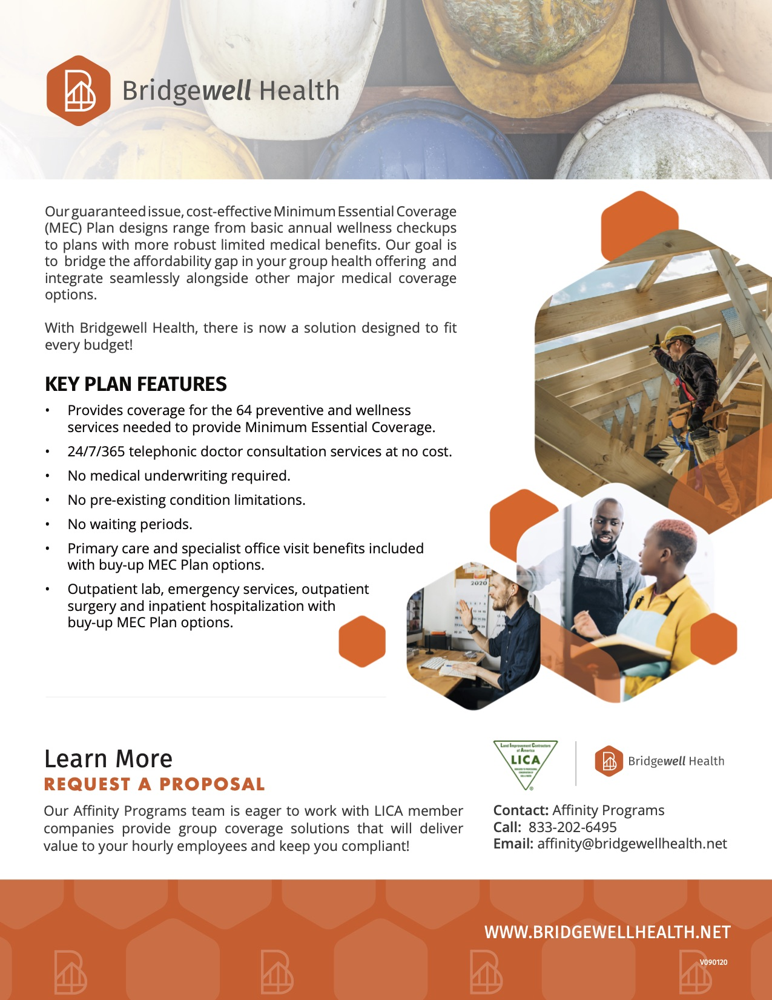 Bridgewell Health
Our guaranteed issue, cost-effective Minimum Essential Coverage
(MEC) Plan designs range from basic annual wellness checkups
to plans with more robust limited medical benefits. Our goal is
to bridge the affordability gap in your group health offering and
integrate seamlessly alongside other major medical coverage
options.
With Bridgewell Health, there is now a solution designed to fit
every budget!
KEY PLAN FEATURES
• Provides coverage for the 64 preventive and wellness
services needed to provide Minimum Essential Coverage.
• 24/7/365 telephonic doctor consultation services at no cost.
• No medical underwriting required.
• No pre-existing condition limitations.
• No waiting periods.
• Primary care and specialist office visit benefits included
with buy-up MEC Plan options.
• Outpatient lab, emergency services, outpatient
surgery and inpatient hospitalization with
buy-up MEC Plan options.
2020
Learn More
REQUEST A PROPOSAL
Our Affinity Programs team is eager to work with LICA member
companies provide group coverage solutions that will deliver
value to your hourly employees and keep you compliant!
Land Improvement Contractors
of America
LICA
DEDICATED TO PROFESSIONAL
CONSERVATION OF
SOIL & WATER
®
Bridgewell Health
Contact: Affinity Programs
Call: 833-202-6495
Email: affinity@bridgewellhealth.net
WWW.BRIDGEWELLHEALTH.NET
V090120